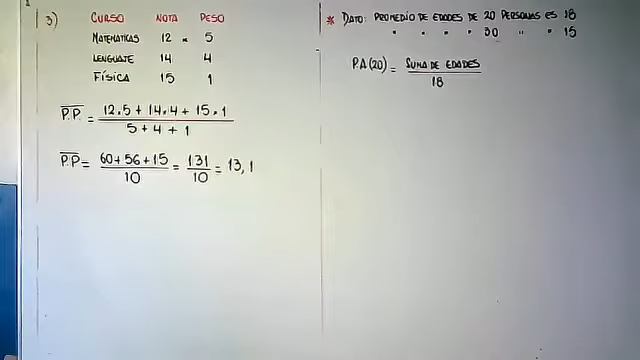 3) CURSO NOTA PESO
MATEMATICAS 12 • 5
LENGUAJE 14 4
FÍSICA 15 1
P.P. = 12.5 + 14.4 + 15.1
5 + 4 + 1
P.P = 60+56+15 = 131 = 13,1
10 10
* DATO: PROMEDIO DE EDADES DE 20 PERSONAS ES 18
" " " " 30 " " 15
P.A(20) = SUMA DE EDADES
18